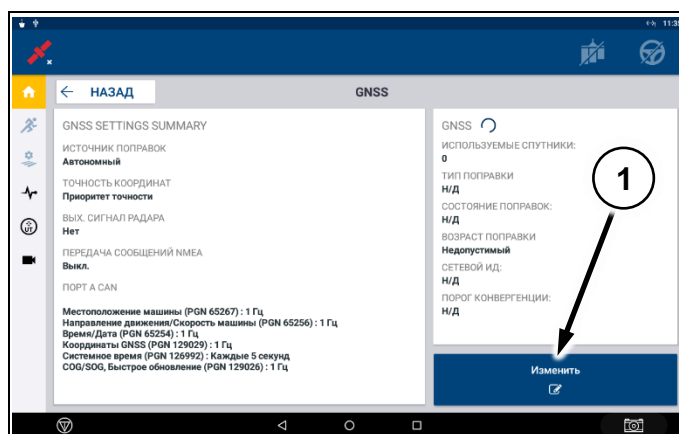 11:35
НАЗАД
GNSS
GNSS SETTINGS SUMMARY
ИСТОЧНИК ПОПРАВОК
Автономный
ТОЧНОСТЬ КООРДИНАТ
Приоритет точности
ВЫХ. СИГНАЛ РАДАРА
Нет
ПЕРЕДАЧА СООБЩЕНИЙ NMEA
Выкл.
ПОРТ A CAN
Местоположение машины (PGN 65267) : 1 Гц
Направление движения/Скорость машины (PGN 65256) : 1 Гц
Время/Дата (PGN 65254) : 1 Гц
Координаты GNSS (PGN 129029) : 1 Гц
Системное время (PGN 126992) : Каждые 5 секунд
COG/SOG, Быстрое обновление (PGN 129026) : 1 Гц
GNSS
ИСПОЛЬЗУЕМЫЕ СПУТНИКИ:
0
ТИП ПОПРАВКИ
Н/Д
СОСТОЯНИЕ ПОПРАВОК:
Н/Д
ВОЗРАСТ ПОПРАВКИ
Недопустимый
СЕТЕВОЙ ИД:
Н/Д
ПОРОГ КОНВЕРГЕНЦИИ:
Н/Д
1
Изменить
UT